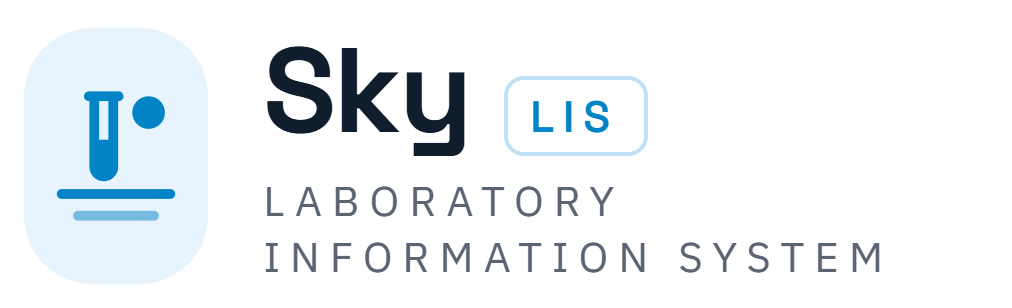 Sky LIS
LABORATORY
INFORMATION SYSTEM